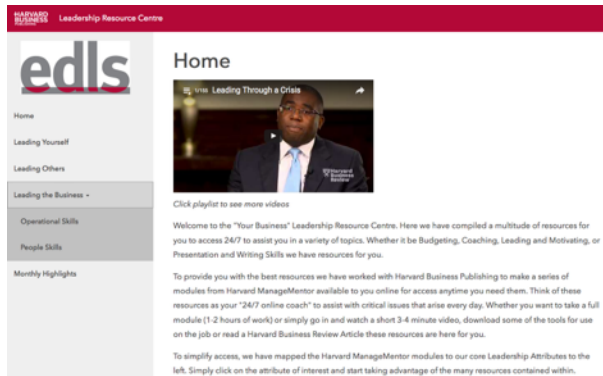 HARVARD
BUSINESS
Publishing
Leadership Resource Centre
edls
Home
Leading Yourself
Leading Others
Leading the Business
Operational Skills
People Skills
Monthly Highlights
Home
1/155 Leading Through a Crisis
Harvard
Business
Review
Click playlist to see more videos
Welcome to the "Your Business" Leadership Resource Centre. Here we have compiled a multitude of resources for
you to access 24/7 to assist you in a variety of topics. Whether it be Budgeting, Coaching, Leading and Motivating, or
Presentation and Writing Skills we have resources for you.
To provide you with the best resources we have worked with Harvard Business Publishing to make a series of
modules from Harvard ManageMentor available to you online for access anytime you need them. Think of these
resources as your "24/7 online coach" to assist with critical issues that arise every day. Whether you want to take a full
module (1-2 hours of work) or simply go in and watch a short 3-4 minute video, download some of the tools for use
on the job or read a Harvard Business Review Article these resources are here for you.
To simplify access, we have mapped the Harvard ManageMentor modules to our core Leadership Attributes to the
left. Simply click on the attribute of interest and start taking advantage of the many resources contained within.